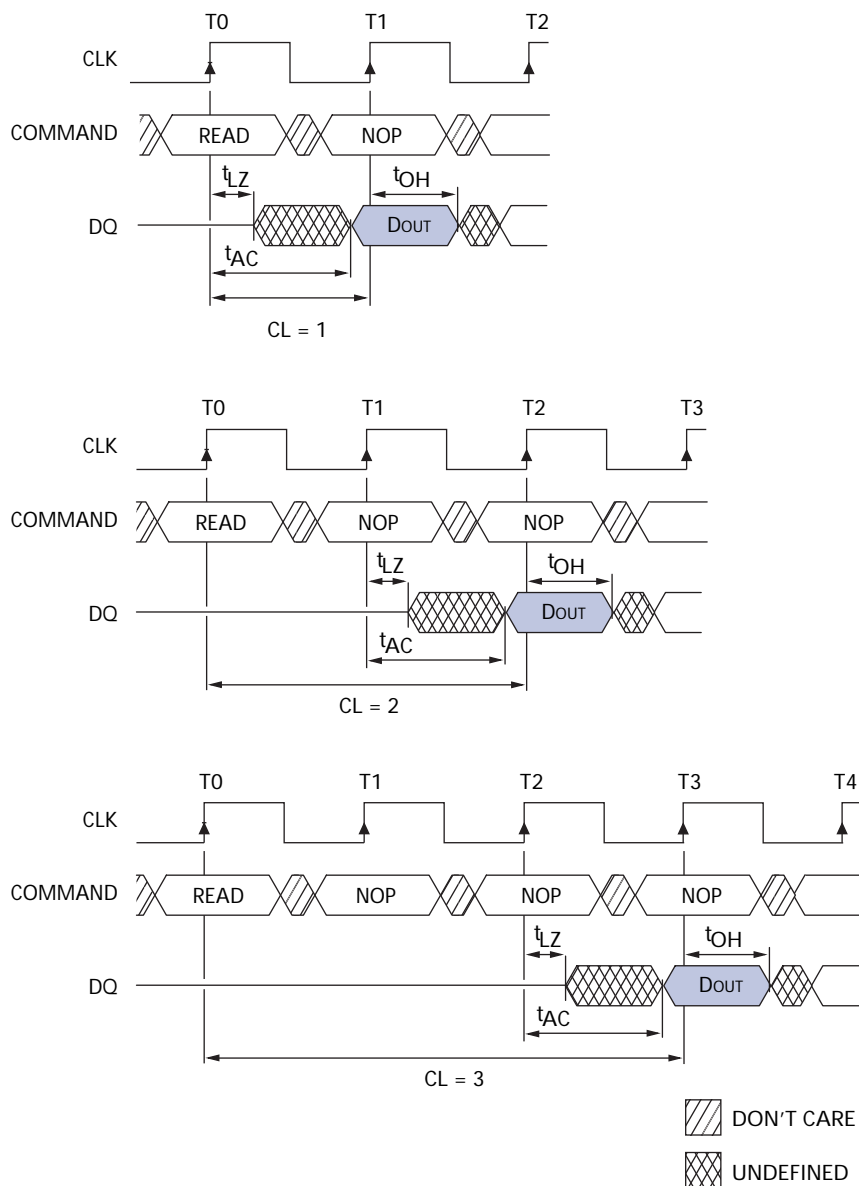 T0 T1 T2
CLK
COMMAND READ NOP
tLZ tOH
DQ DOUT
tAC
CL = 1
T0 T1 T2 T3
CLK
COMMAND READ NOP NOP
tLZ tOH
DQ DOUT
tAC
CL = 2
T0 T1 T2 T3 T4
CLK
COMMAND READ NOP NOP NOP
tLZ tOH
DQ DOUT
tAC
CL = 3
DON'T CARE
UNDEFINED